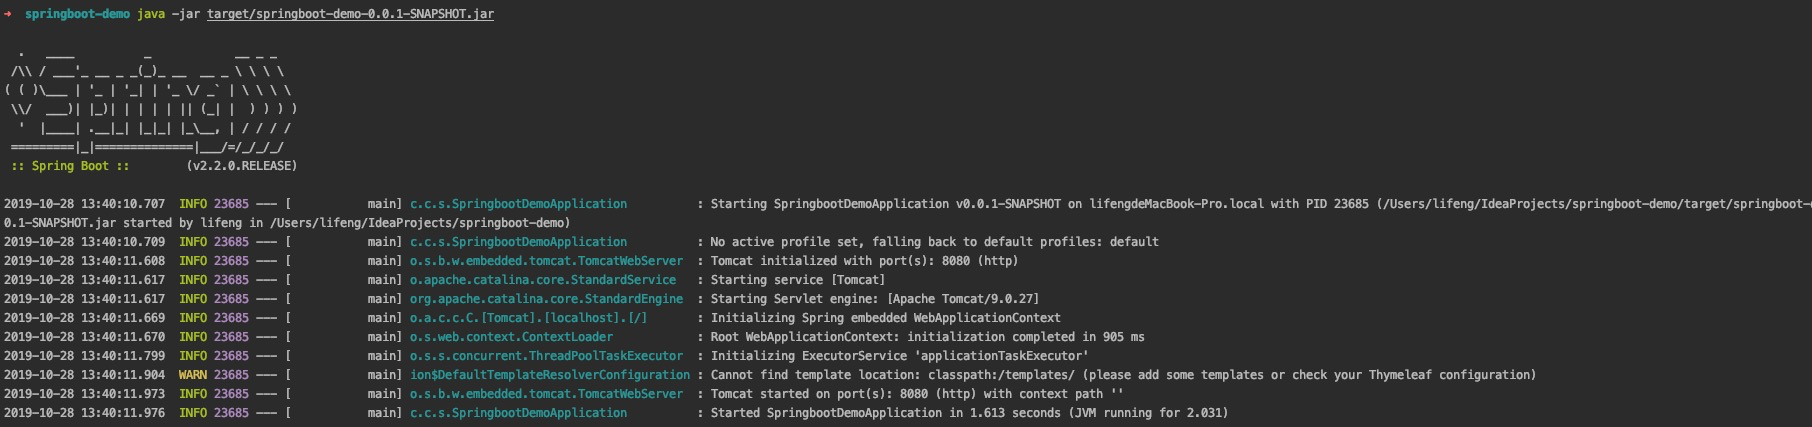 ➜  springboot-demo java -jar target/springboot-demo-0.0.1-SNAPSHOT.jar

  .   ____          _            __ _ _
 /\\ / ___'_ __ _ _(_)_ __  __ _ \ \ \ \
( ( )\___ | '_ | '_| | '_ \/ _` | \ \ \ \
 \\/  ___)| |_)| | | | | || (_| |  ) ) ) )
  '  |____| .__|_| |_|_| |_\__, | / / / /
 =========|_|==============|___/=/_/_/_/
 :: Spring Boot ::        (v2.2.0.RELEASE)

2019-10-28 13:40:10.707  INFO 23685 --- [           main] c.c.s.SpringbootDemoApplication          : Starting SpringbootDemoApplication v0.0.1-SNAPSHOT on lifengdeMacBook-Pro.local with PID 23685 (/Users/lifeng/IdeaProjects/springboot-demo/target/springboot-d
0.1-SNAPSHOT.jar started by lifeng in /Users/lifeng/IdeaProjects/springboot-demo)
2019-10-28 13:40:10.709  INFO 23685 --- [           main] c.c.s.SpringbootDemoApplication          : No active profile set, falling back to default profiles: default
2019-10-28 13:40:11.608  INFO 23685 --- [           main] o.s.b.w.embedded.tomcat.TomcatWebServer  : Tomcat initialized with port(s): 8080 (http)
2019-10-28 13:40:11.617  INFO 23685 --- [           main] o.apache.catalina.core.StandardService   : Starting service [Tomcat]
2019-10-28 13:40:11.617  INFO 23685 --- [           main] org.apache.catalina.core.StandardEngine  : Starting Servlet engine: [Apache Tomcat/9.0.27]
2019-10-28 13:40:11.669  INFO 23685 --- [           main] o.a.c.c.C.[Tomcat].[localhost].[/]       : Initializing Spring embedded WebApplicationContext
2019-10-28 13:40:11.670  INFO 23685 --- [           main] o.s.web.context.ContextLoader            : Root WebApplicationContext: initialization completed in 905 ms
2019-10-28 13:40:11.799  INFO 23685 --- [           main] o.s.s.concurrent.ThreadPoolTaskExecutor  : Initializing ExecutorService 'applicationTaskExecutor'
2019-10-28 13:40:11.904  WARN 23685 --- [           main] ion$DefaultTemplateResolverConfiguration : Cannot find template location: classpath:/templates/ (please add some templates or check your Thymeleaf configuration)
2019-10-28 13:40:11.973  INFO 23685 --- [           main] o.s.b.w.embedded.tomcat.TomcatWebServer  : Tomcat started on port(s): 8080 (http) with context path ''
2019-10-28 13:40:11.976  INFO 23685 --- [           main] c.c.s.SpringbootDemoApplication          : Started SpringbootDemoApplication in 1.613 seconds (JVM running for 2.031)